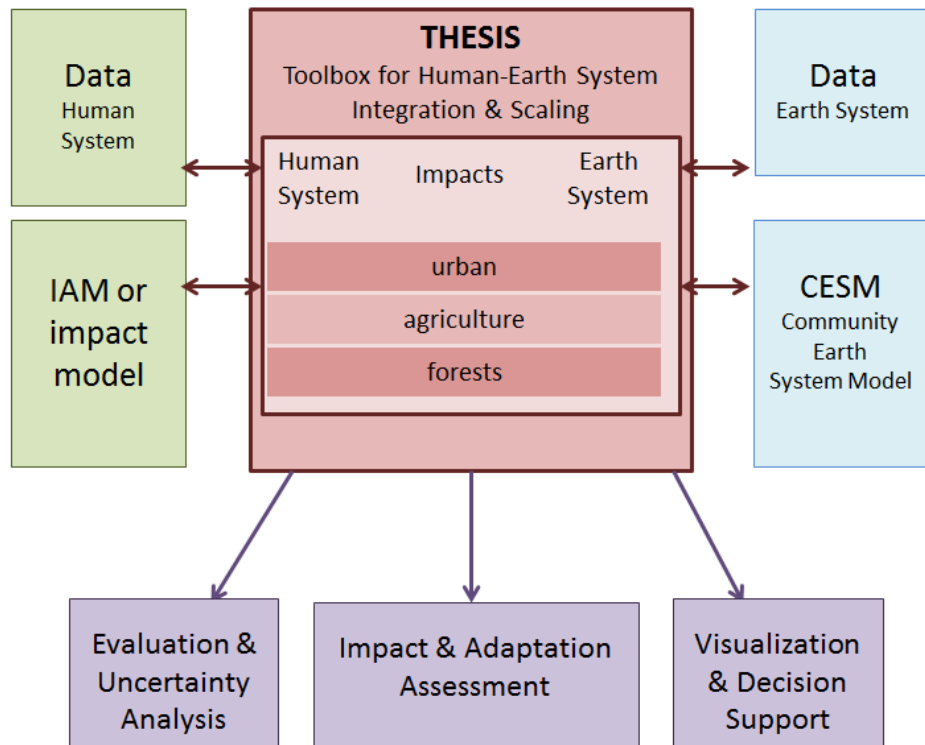 Data
Human
System
IAM or
impact
model
THESIS
Toolbox for Human-Earth System
Integration & Scaling
Human
System
Impacts
Earth
System
urban
agriculture
forests
Data
Earth System
CESM
Community
Earth
System Model
Evaluation &
Uncertainty
Analysis
Impact & Adaptation
Assessment
Visualization
& Decision
Support